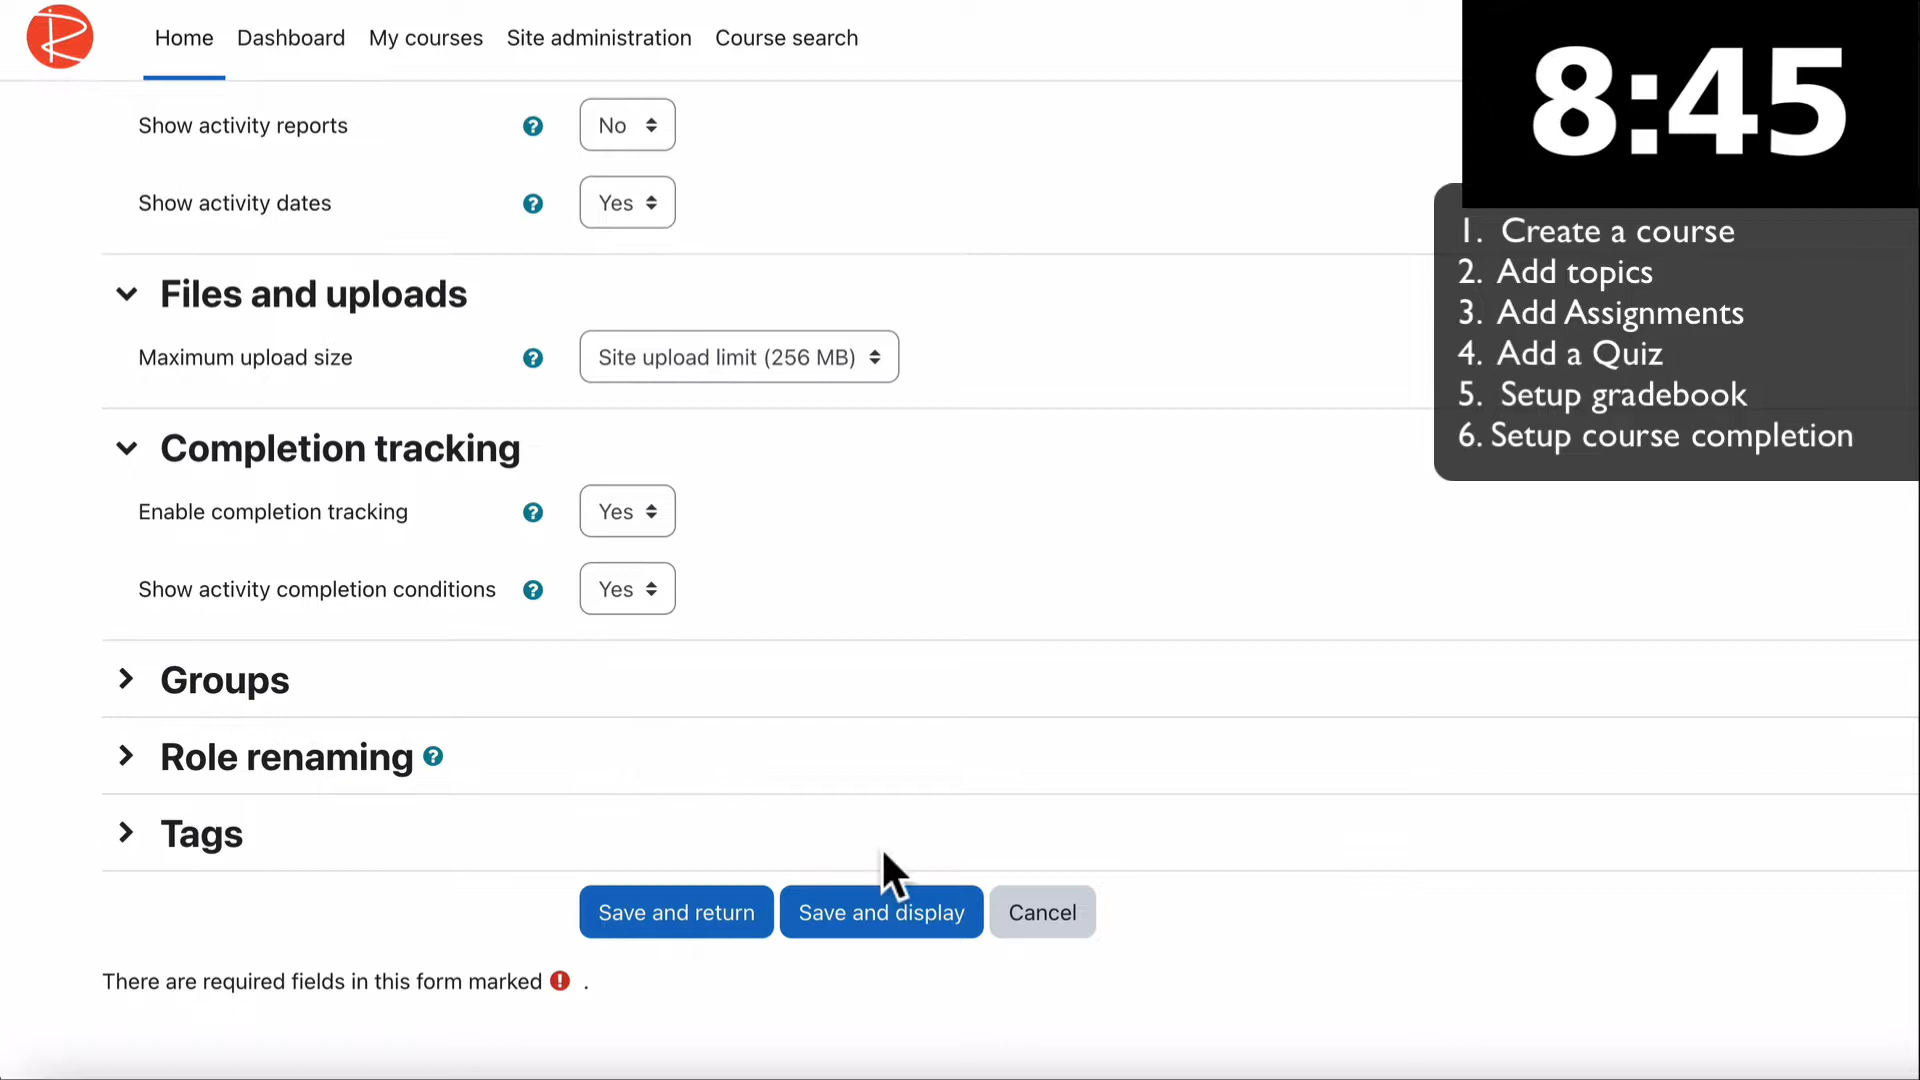 Home Dashboard My courses Site administration Course search
8:45
Show activity reports ? No
Show activity dates ? Yes
1. Create a course
2. Add topics
3. Add Assignments
4. Add a Quiz
5. Setup gradebook
6. Setup course completion
Files and uploads
Maximum upload size ? Site upload limit (256 MB)
Completion tracking
Enable completion tracking ? Yes
Show activity completion conditions ? Yes
Groups
Role renaming ?
Tags
Save and return Save and display Cancel
There are required fields in this form marked ! .